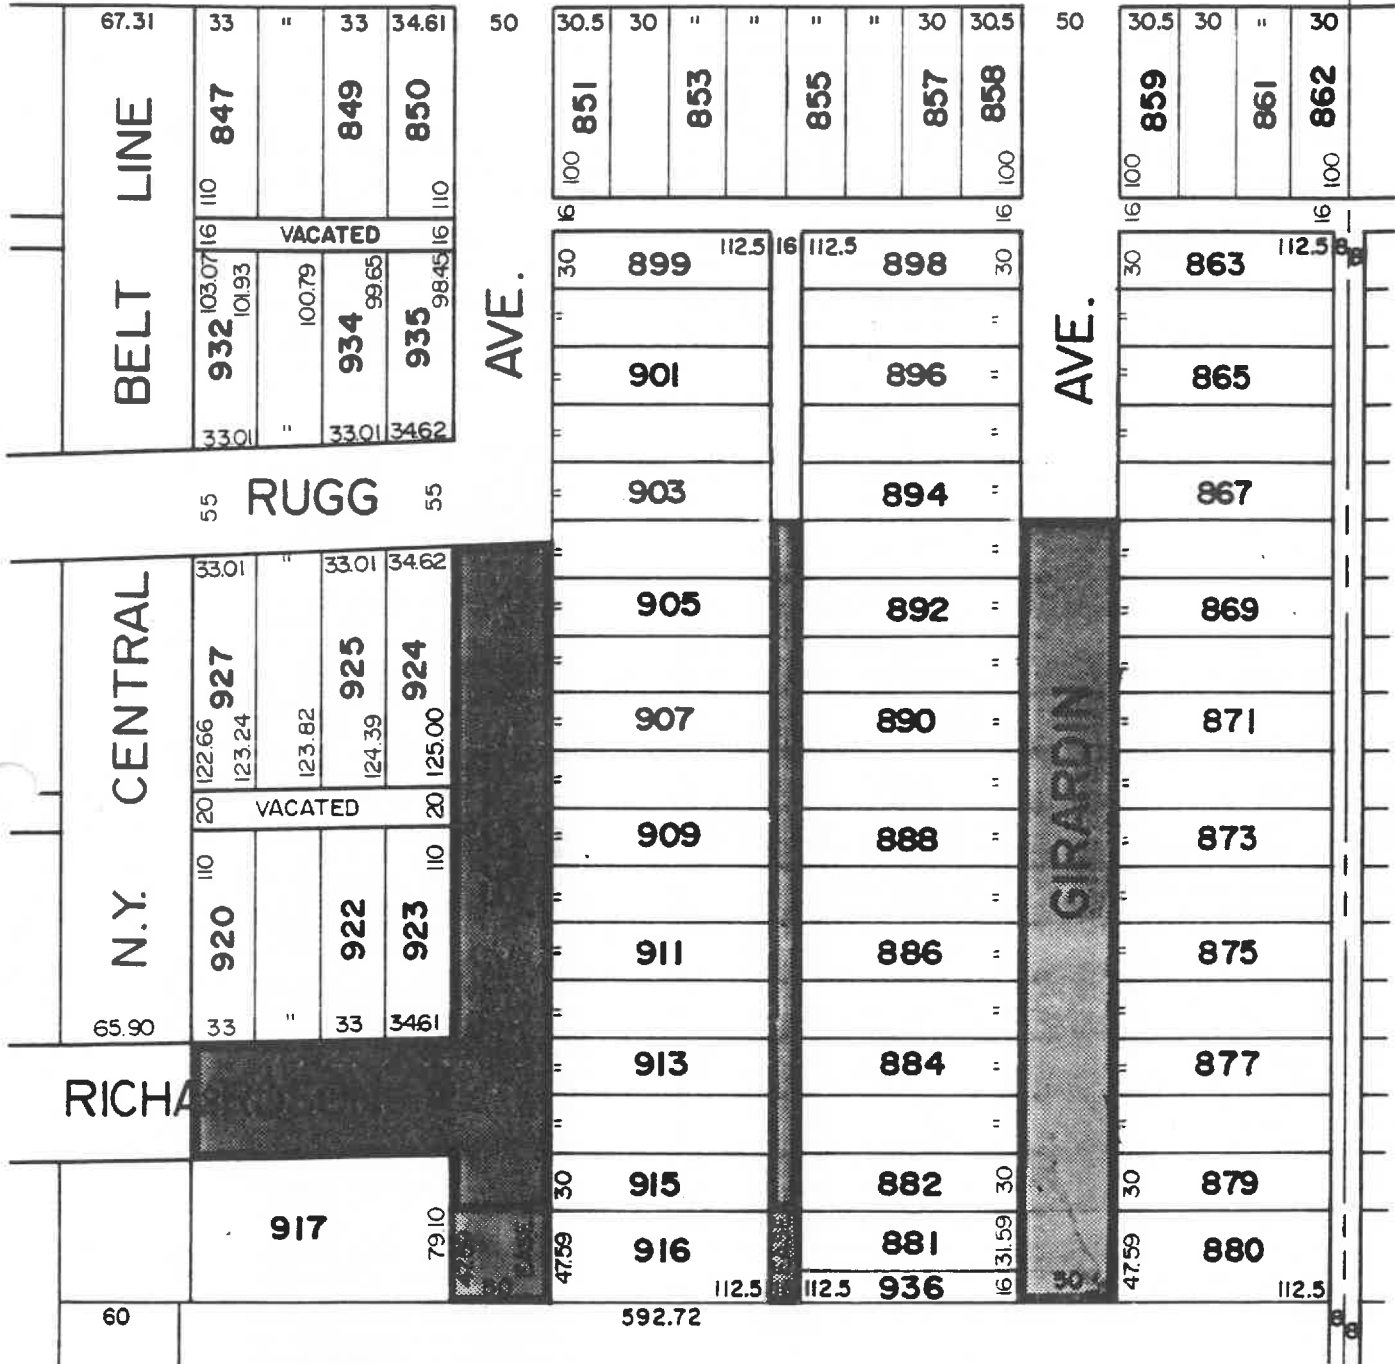 67.31 33 " 33 34.61 50 30.5 30 " " " 30 30.5 50 30.5 30 " 30
847 849 850 851 853 855 857 858 859 861 862
110 110 100 100 100 100
BELT LINE
16 VACATED 16 16 16 16 16
103.07 101.93 100.79 99.65 98.45
932 934 935
33.01 " 33.01 34.62
AVE.
AVE.
30 899 112.5 16 112.5 898 30 30 863 112.5 8 8
" " "
" 901 896 " " 865
" " "
" 903 894 " " 867
55 RUGG 55
" " "
" 905 892 " " 869
" " "
" 907 890 " " 871
" " "
" 909 888 " " 873
" " "
" 911 886 " " 875
" " "
" 913 884 " " 877
" " "
30 915 882 30 30 879
47.59 916 112.5 881 31.59 47.59 880 112.5
112.5 936 16 50
8 8
33.01 " 33.01 34.62
927 925 924
122.66 123.24 123.82 124.39 125.00
20 VACATED 20
N.Y. CENTRAL
110 110
920 922 923
65.90 33 " 33 34.61
GIRARDIN
RICHARDSON
917 79.10
60 592.72